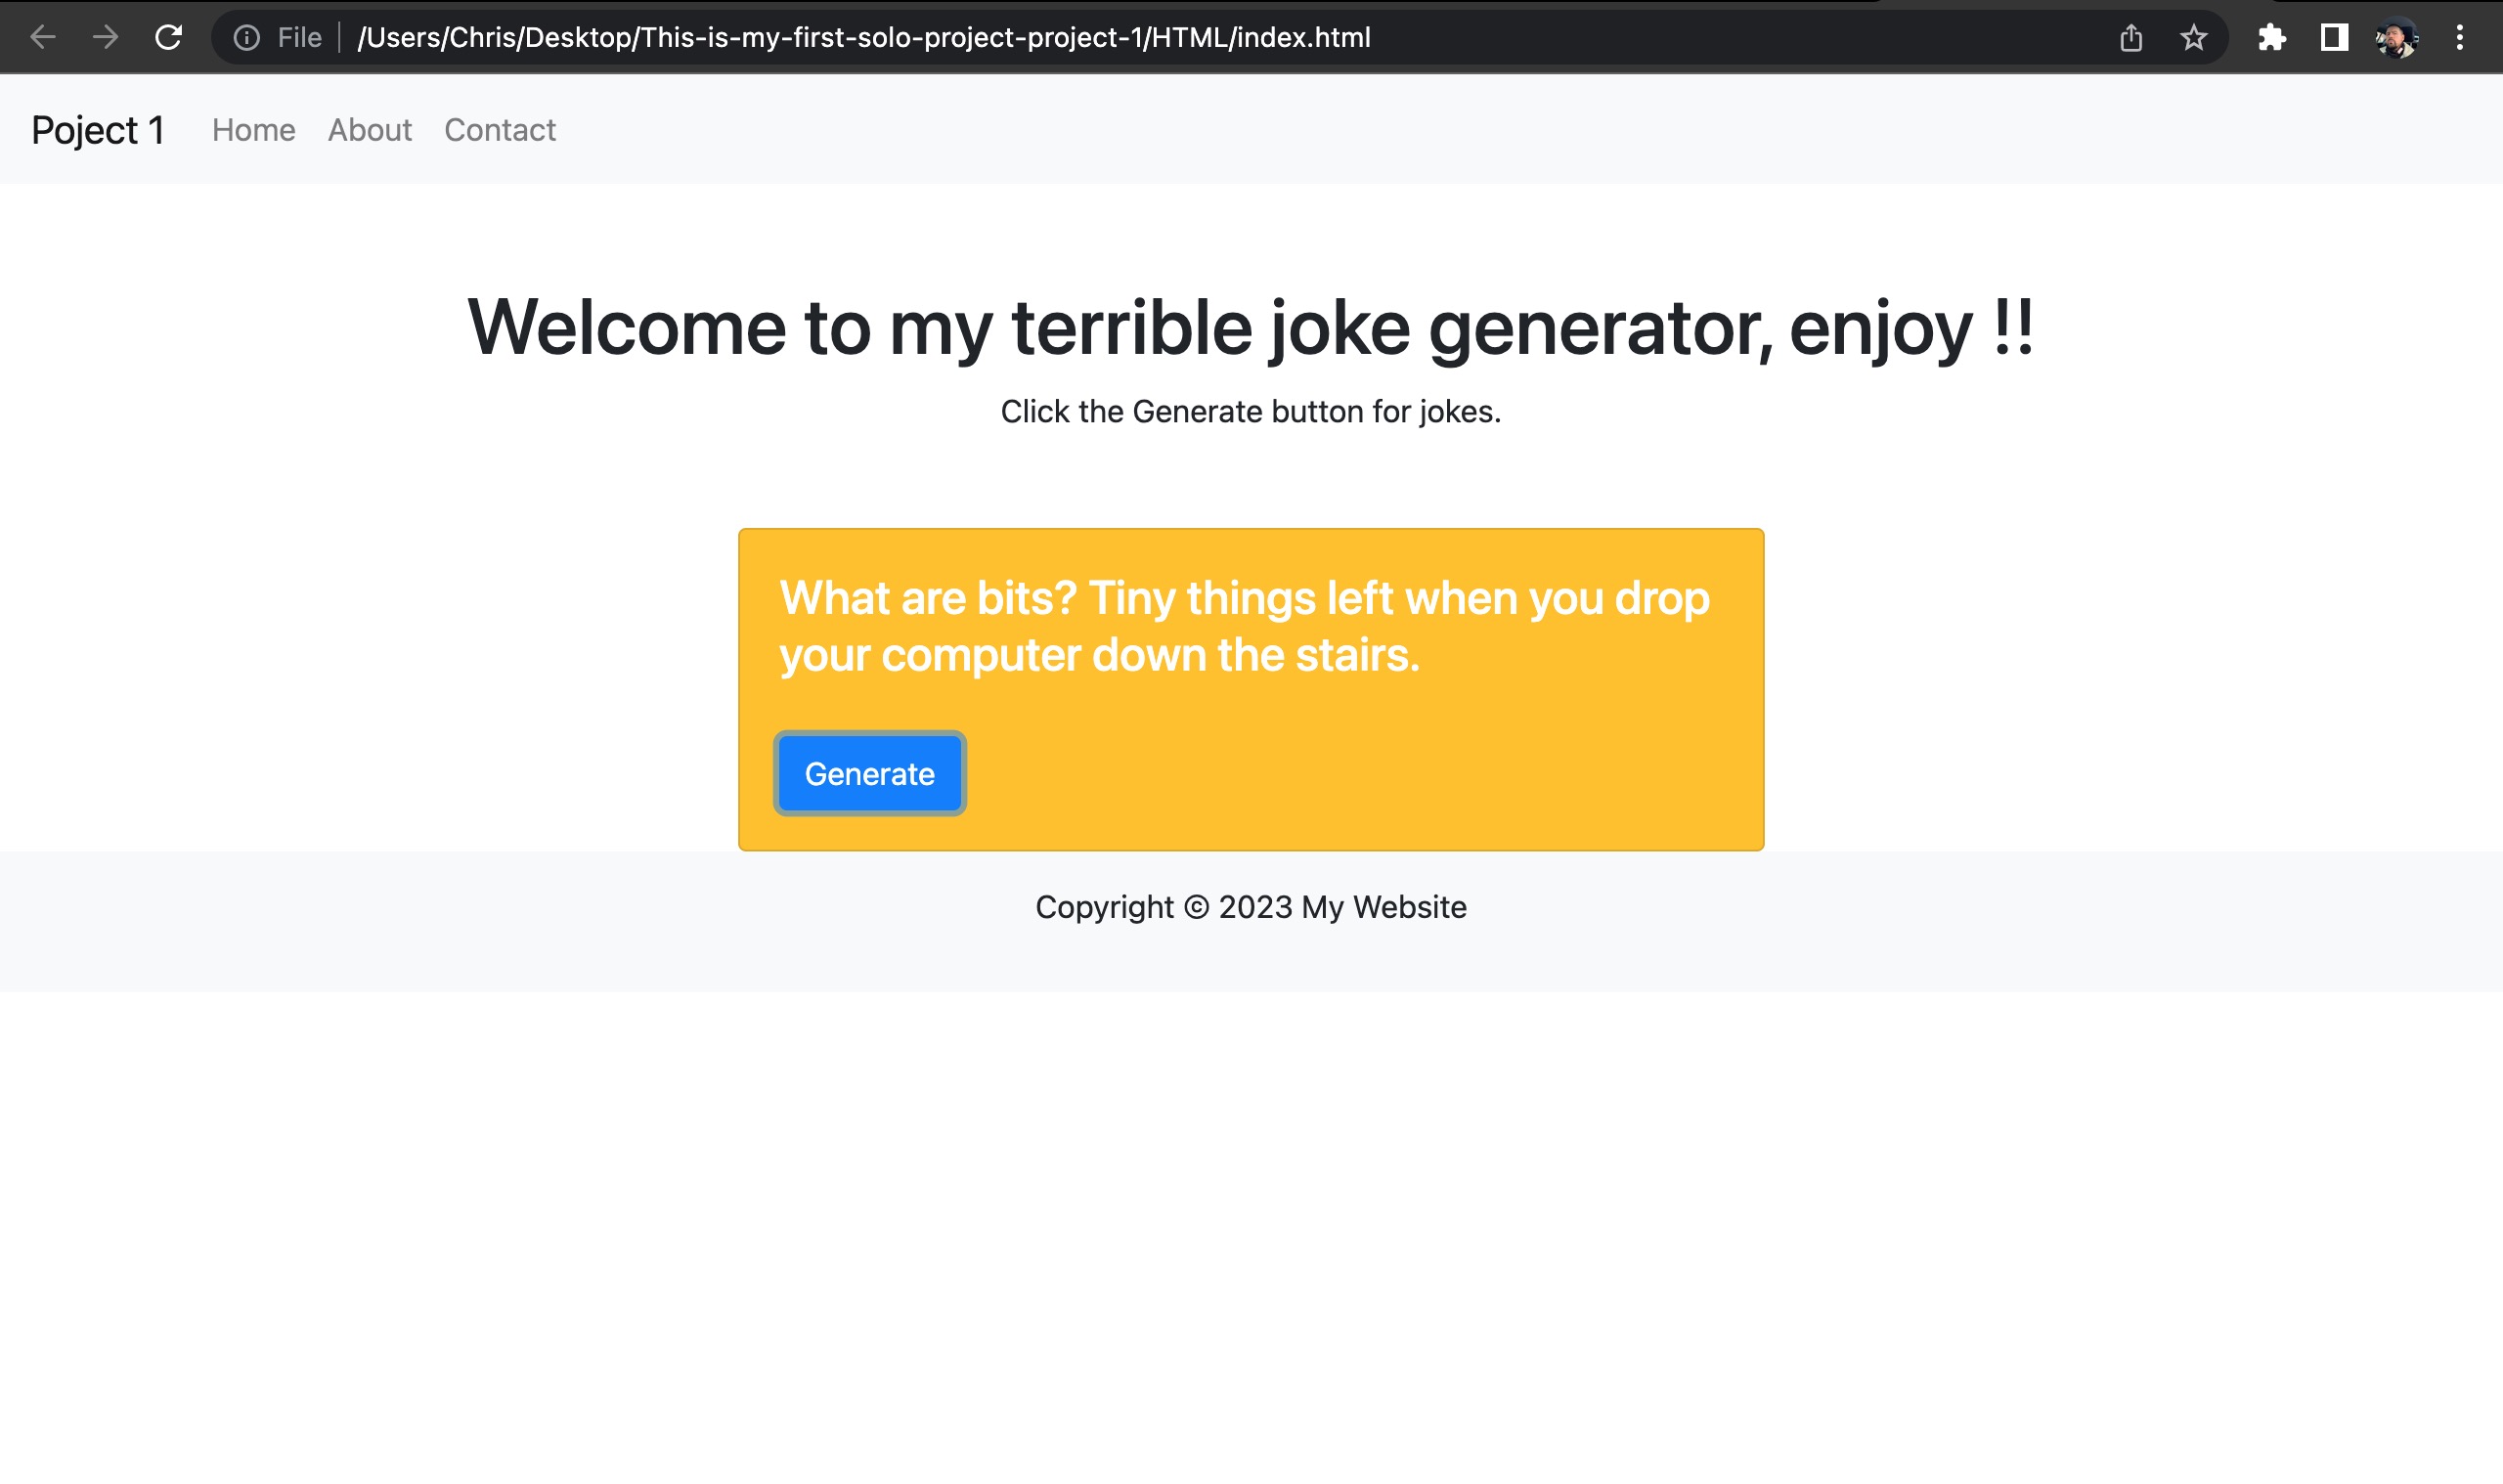 File | /Users/Chris/Desktop/This-is-my-first-solo-project-project-1/HTML/index.html
Poject 1 Home About Contact
Welcome to my terrible joke generator, enjoy !!
Click the Generate button for jokes.
What are bits? Tiny things left when you drop
your computer down the stairs.
Generate
Copyright © 2023 My Website